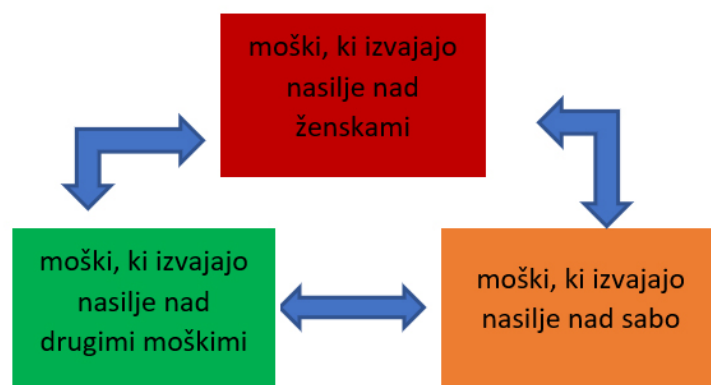 moški, ki izvajajo
nasilje nad
ženskami
moški, ki izvajajo
nasilje nad
drugimi moškimi
moški, ki izvajajo
nasilje nad sabo